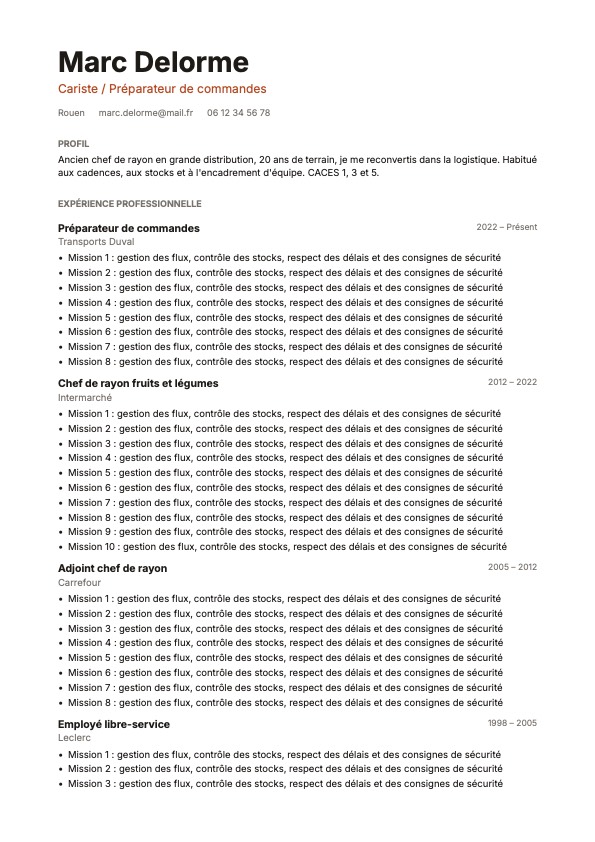 Marc Delorme
Cariste / Préparateur de commandes
Rouen marc.delorme@mail.fr 06 12 34 56 78
PROFIL
Ancien chef de rayon en grande distribution, 20 ans de terrain, je me reconvertis dans la logistique. Habitué
aux cadences, aux stocks et à l'encadrement d'équipe. CACES 1, 3 et 5.
EXPÉRIENCE PROFESSIONNELLE
Préparateur de commandes 2022 – Présent
Transports Duval
• Mission 1 : gestion des flux, contrôle des stocks, respect des délais et des consignes de sécurité
• Mission 2 : gestion des flux, contrôle des stocks, respect des délais et des consignes de sécurité
• Mission 3 : gestion des flux, contrôle des stocks, respect des délais et des consignes de sécurité
• Mission 4 : gestion des flux, contrôle des stocks, respect des délais et des consignes de sécurité
• Mission 5 : gestion des flux, contrôle des stocks, respect des délais et des consignes de sécurité
• Mission 6 : gestion des flux, contrôle des stocks, respect des délais et des consignes de sécurité
• Mission 7 : gestion des flux, contrôle des stocks, respect des délais et des consignes de sécurité
• Mission 8 : gestion des flux, contrôle des stocks, respect des délais et des consignes de sécurité
Chef de rayon fruits et légumes 2012 – 2022
Intermarché
• Mission 1 : gestion des flux, contrôle des stocks, respect des délais et des consignes de sécurité
• Mission 2 : gestion des flux, contrôle des stocks, respect des délais et des consignes de sécurité
• Mission 3 : gestion des flux, contrôle des stocks, respect des délais et des consignes de sécurité
• Mission 4 : gestion des flux, contrôle des stocks, respect des délais et des consignes de sécurité
• Mission 5 : gestion des flux, contrôle des stocks, respect des délais et des consignes de sécurité
• Mission 6 : gestion des flux, contrôle des stocks, respect des délais et des consignes de sécurité
• Mission 7 : gestion des flux, contrôle des stocks, respect des délais et des consignes de sécurité
• Mission 8 : gestion des flux, contrôle des stocks, respect des délais et des consignes de sécurité
• Mission 9 : gestion des flux, contrôle des stocks, respect des délais et des consignes de sécurité
• Mission 10 : gestion des flux, contrôle des stocks, respect des délais et des consignes de sécurité
Adjoint chef de rayon 2005 – 2012
Carrefour
• Mission 1 : gestion des flux, contrôle des stocks, respect des délais et des consignes de sécurité
• Mission 2 : gestion des flux, contrôle des stocks, respect des délais et des consignes de sécurité
• Mission 3 : gestion des flux, contrôle des stocks, respect des délais et des consignes de sécurité
• Mission 4 : gestion des flux, contrôle des stocks, respect des délais et des consignes de sécurité
• Mission 5 : gestion des flux, contrôle des stocks, respect des délais et des consignes de sécurité
• Mission 6 : gestion des flux, contrôle des stocks, respect des délais et des consignes de sécurité
• Mission 7 : gestion des flux, contrôle des stocks, respect des délais et des consignes de sécurité
• Mission 8 : gestion des flux, contrôle des stocks, respect des délais et des consignes de sécurité
Employé libre-service 1998 – 2005
Leclerc
• Mission 1 : gestion des flux, contrôle des stocks, respect des délais et des consignes de sécurité
• Mission 2 : gestion des flux, contrôle des stocks, respect des délais et des consignes de sécurité
• Mission 3 : gestion des flux, contrôle des stocks, respect des délais et des consignes de sécurité